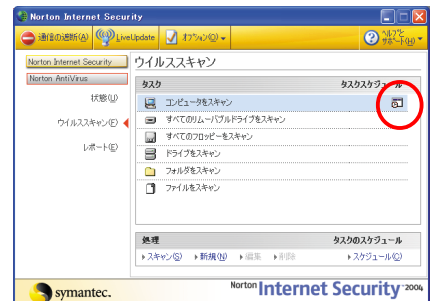 Norton Internet Security
通信の遮断(A) LiveUpdate オプション(O) ヘルプとサポート(H)
Norton Internet Security
Norton AntiVirus
状態(U)
ウイルススキャン(E)
レポート(E)
ウイルススキャン
タスク タスクスケジュール
コンピュータをスキャン
すべてのリムーバブルドライブをスキャン
すべてのフロッピーをスキャン
ドライブをスキャン
フォルダをスキャン
ファイルをスキャン
処理 タスクのスケジュール
スキャン(S) 新規(N) 編集 削除 スケジュール(C)
symantec. Norton Internet Security 2004